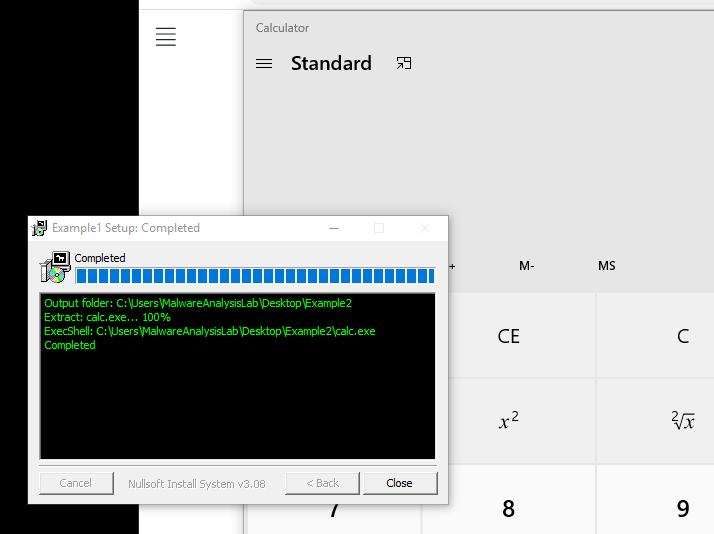 Calculator
Standard
M-
MS
CE
C
x²
²√x
7
8
9
Example1 Setup: Completed
Completed
Output folder: C:\Users\MalwareAnalysisLab\Desktop\Example2
Extract: calc.exe... 100%
ExecShell: C:\Users\MalwareAnalysisLab\Desktop\Example2\calc.exe
Completed
Cancel
Nullsoft Install System v3.08
< Back
Close